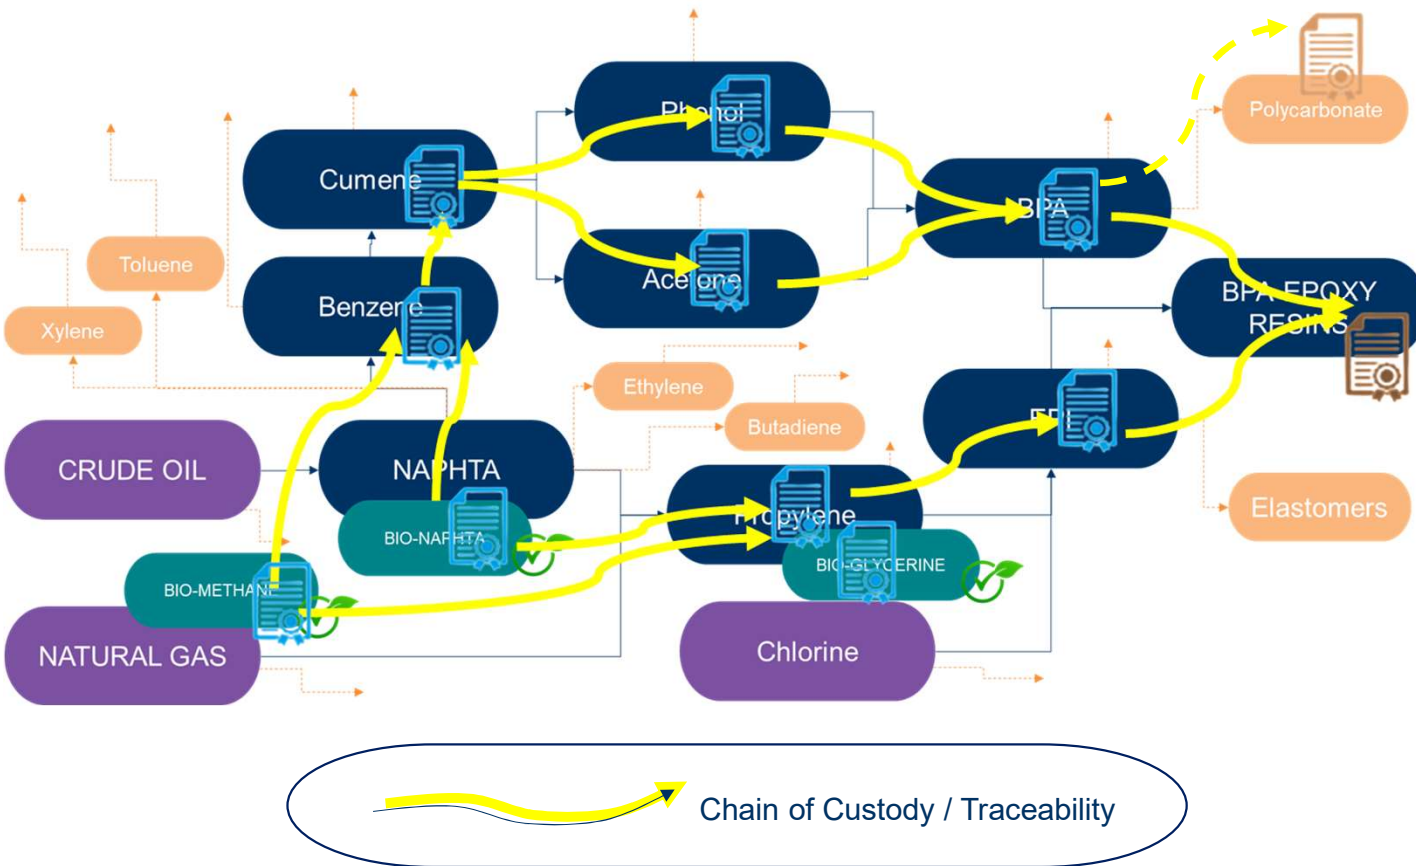 Phenol
Polycarbonate
Cumene
BPA
Toluene
Acetone
Benzene
BPA-EPOXY
RESINS
Xylene
Ethylene
Butadiene
EPI
CRUDE OIL
NAPHTA
Elastomers
Propylene
BIO-NAPHTA
BIO-GLYCERINE
BIO-METHANE
NATURAL GAS
Chlorine
Chain of Custody / Traceability